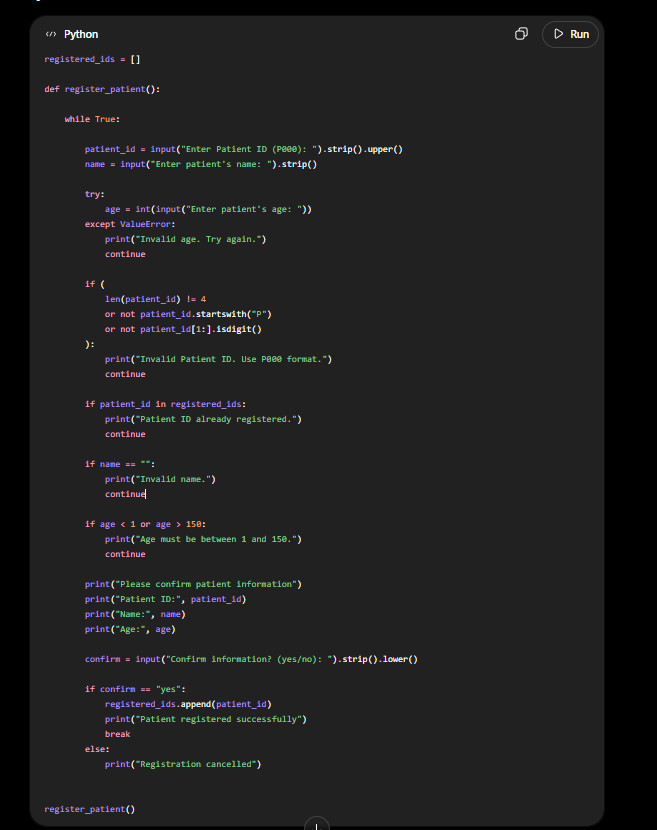 Python
Run
registered_ids = []
def register_patient():
    while True:
        patient_id = input("Enter Patient ID (P000): ").strip().upper()
        name = input("Enter patient's name: ").strip()
        try:
            age = int(input("Enter patient's age: "))
        except ValueError:
            print("Invalid age. Try again.")
            continue
        if (
            len(patient_id) != 4
            or not patient_id.startswith("P")
            or not patient_id[1:].isdigit()
        ):
            print("Invalid Patient ID. Use P000 format.")
            continue
        if patient_id in registered_ids:
            print("Patient ID already registered.")
            continue
        if name == "":
            print("Invalid name.")
            continue
        if age < 1 or age > 150:
            print("Age must be between 1 and 150.")
            continue
        print("Please confirm patient information")
        print("Patient ID:", patient_id)
        print("Name:", name)
        print("Age:", age)
        confirm = input("Confirm information? (yes/no): ").strip().lower()
        if confirm == "yes":
            registered_ids.append(patient_id)
            print("Patient registered successfully")
            break
        else:
            print("Registration cancelled")
register_patient()